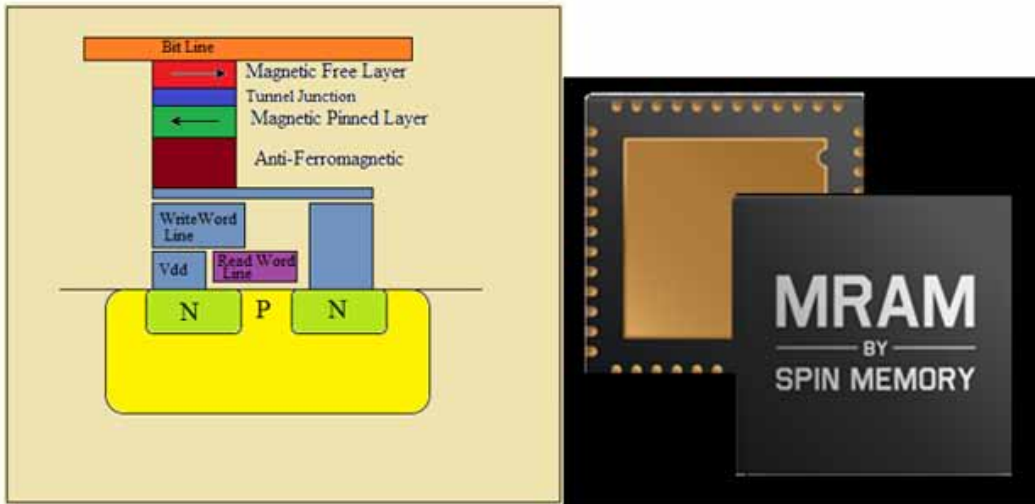 Bit Line
Magnetic Free Layer
Tunnel Junction
Magnetic Pinned Layer
Anti-Ferromagnetic
WriteWord
Line
Vdd
Read Word
Line
N P N
MRAM
BY
SPIN MEMORY